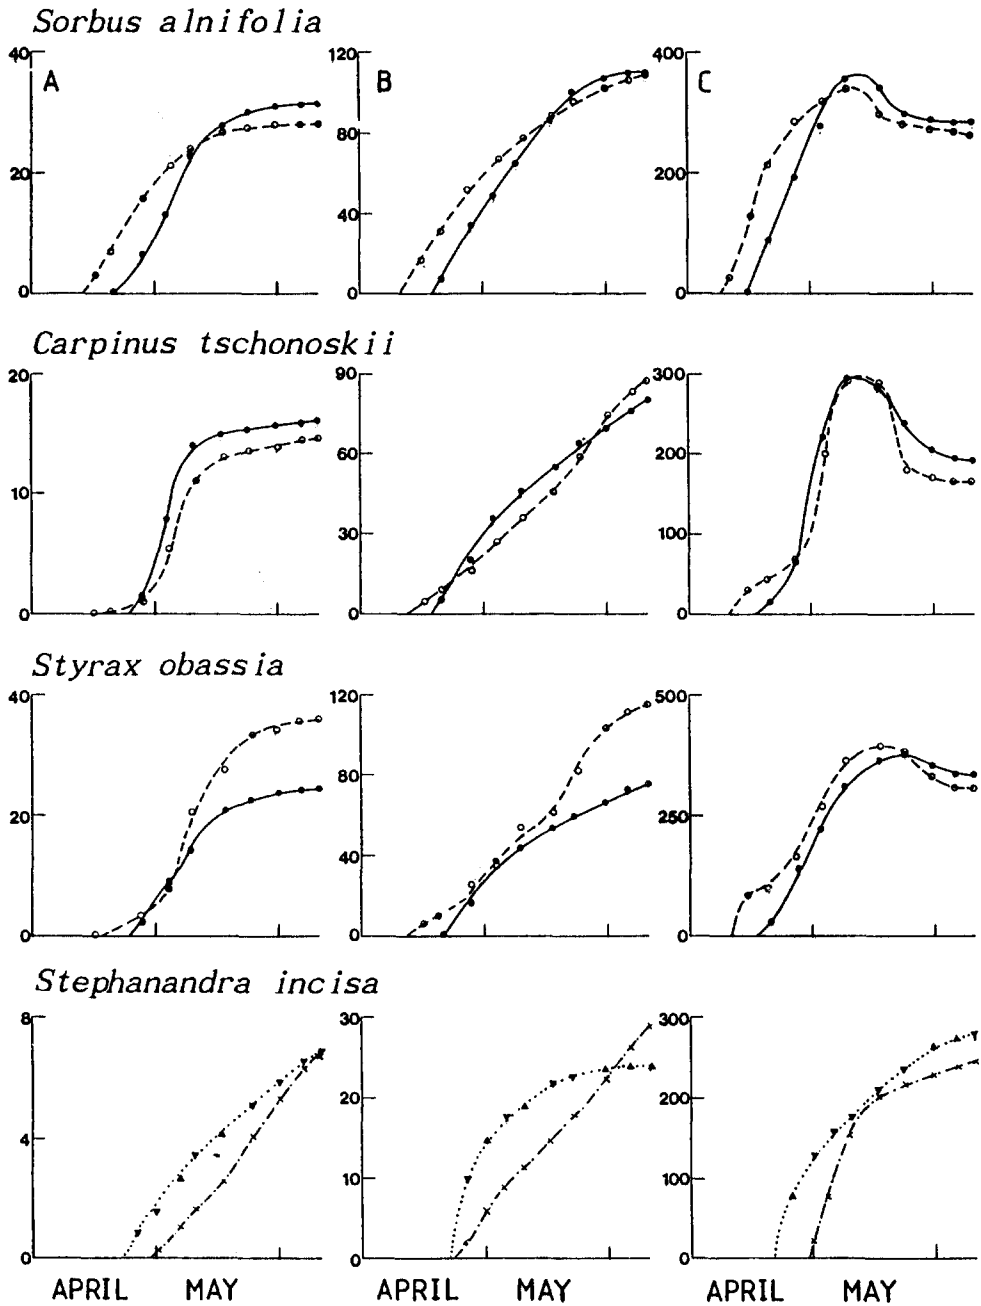 Sorbus alnifolia
40 A 120 B 400 C
80
20 200
40
0 0 0
Carpinus tschonoskii
20 90 300
60 200
10
30 100
0 0 0
Styrax obassia
40 120 500
80
20 250
40
0 0 0
Stephanandra incisa
8 30 300
20 200
4
10 100
0 0 0
APRIL MAY APRIL MAY APRIL MAY